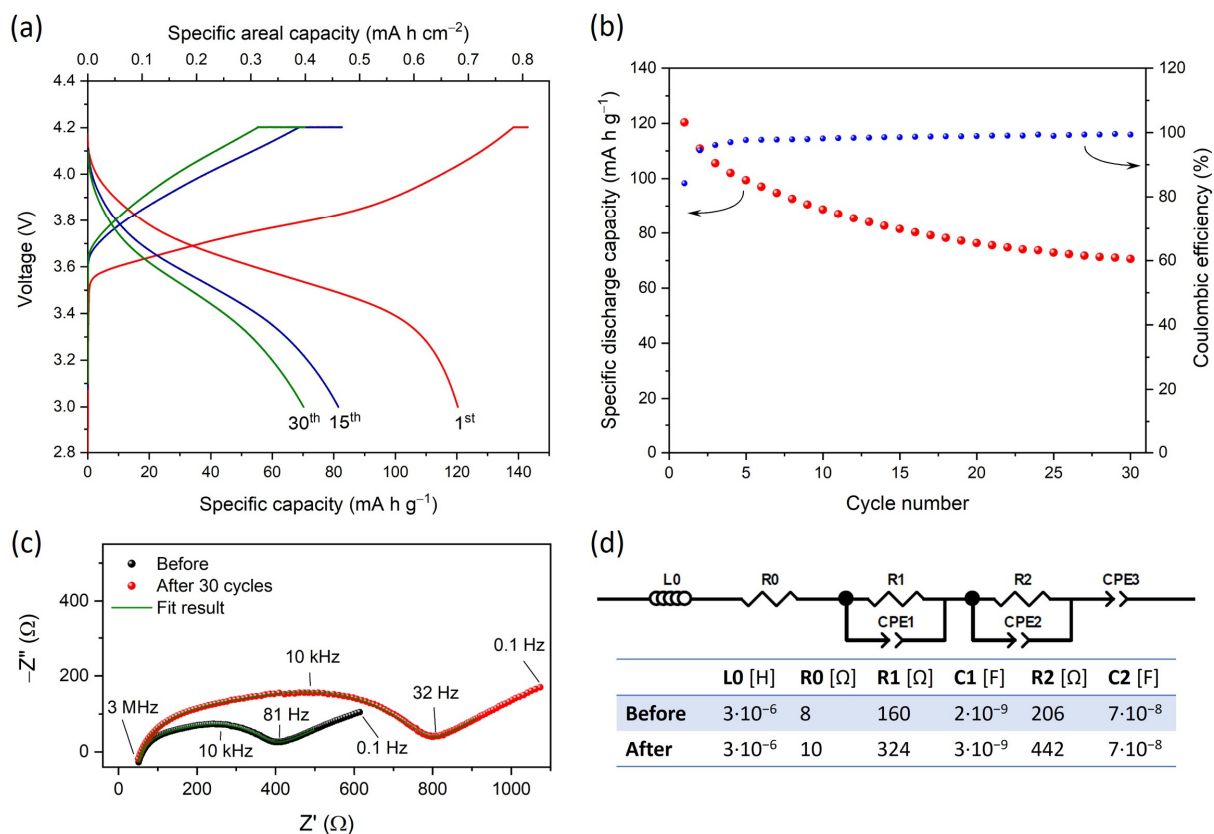 (a)
Specific areal capacity (mA h cm⁻²)
0.0 0.1 0.2 0.3 0.4 0.5 0.6 0.7 0.8
4.4
4.2
4.0
3.8
3.6
3.4
3.2
3.0
2.8
Voltage (V)
30th 15th 1st
0 20 40 60 80 100 120 140
Specific capacity (mA h g⁻¹)
(b)
140
120
100
80
60
40
20
0
Specific discharge capacity (mA h g⁻¹)
120
100
80
60
40
20
0
Coulombic efficiency (%)
0 5 10 15 20 25 30
Cycle number
(c)
Before
After 30 cycles
Fit result
400
200
0
−Z'' (Ω)
3 MHz
10 kHz
81 Hz
10 kHz
32 Hz
0.1 Hz
0.1 Hz
0 200 400 600 800 1000
Z' (Ω)
(d)
L0 R0 R1 R2 CPE3
CPE1 CPE2
L0 [H] R0 [Ω] R1 [Ω] C1 [F] R2 [Ω] C2 [F]
Before 3·10⁻⁶ 8 160 2·10⁻⁹ 206 7·10⁻⁸
After 3·10⁻⁶ 10 324 3·10⁻⁹ 442 7·10⁻⁸